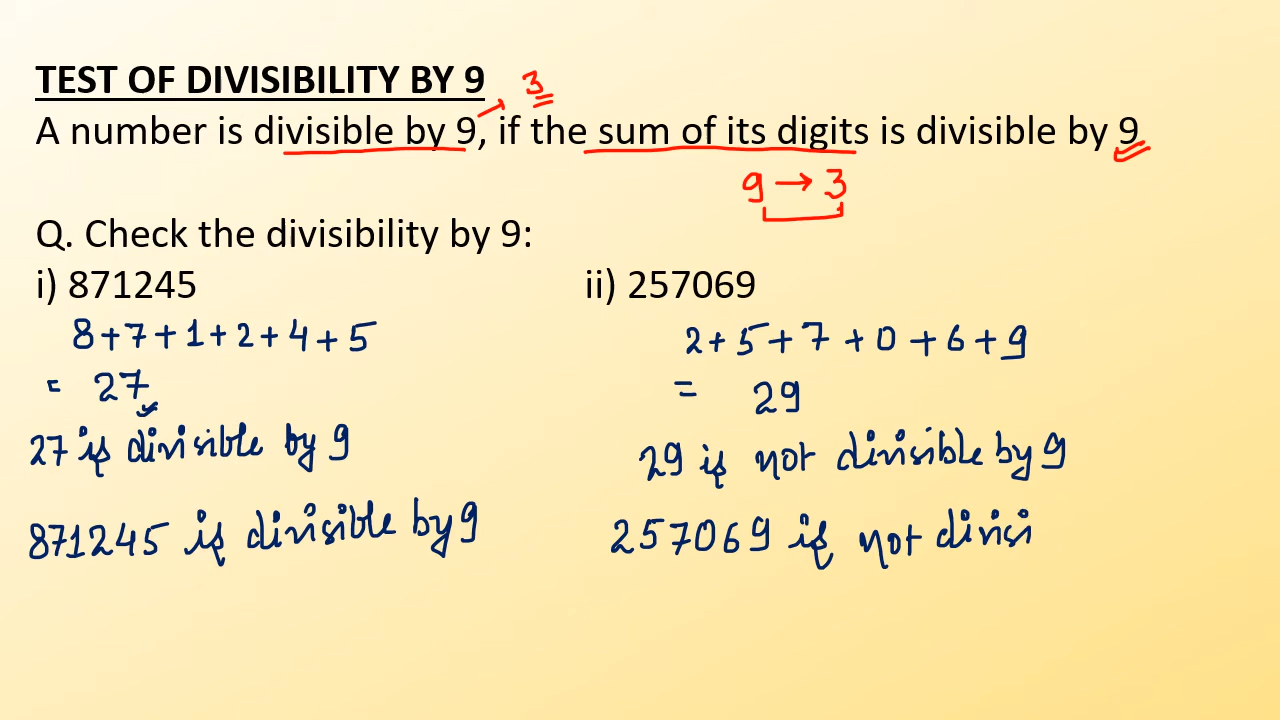 TEST OF DIVISIBILITY BY 9
→ 3
A number is divisible by 9, if the sum of its digits is divisible by 9
9 → 3
Q. Check the divisibility by 9:
i) 871245
8+7+1+2+4+5
= 27
27 is divisible by 9
871245 is divisible by 9
ii) 257069
2+5+7+0+6+9
= 29
29 is not divisible by 9
257069 is not divisi